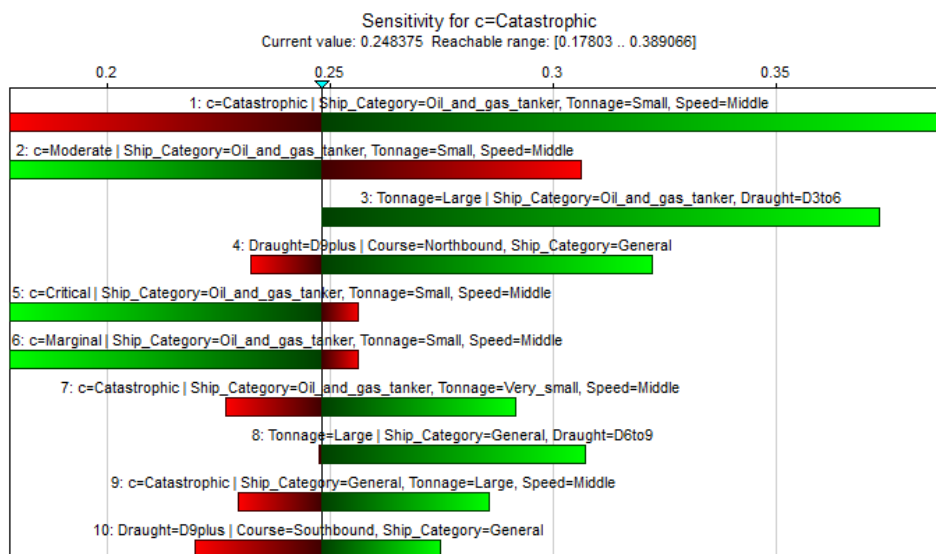 Sensitivity for c=Catastrophic
Current value: 0.248375 Reachable range: [0.17803 .. 0.389066]
0.2 0.25 0.3 0.35
1: c=Catastrophic | Ship_Category=Oil_and_gas_tanker, Tonnage=Small, Speed=Middle
2: c=Moderate | Ship_Category=Oil_and_gas_tanker, Tonnage=Small, Speed=Middle
3: Tonnage=Large | Ship_Category=Oil_and_gas_tanker, Draught=D3to6
4: Draught=D9plus | Course=Northbound, Ship_Category=General
5: c=Critical | Ship_Category=Oil_and_gas_tanker, Tonnage=Small, Speed=Middle
6: c=Marginal | Ship_Category=Oil_and_gas_tanker, Tonnage=Small, Speed=Middle
7: c=Catastrophic | Ship_Category=Oil_and_gas_tanker, Tonnage=Very_small, Speed=Middle
8: Tonnage=Large | Ship_Category=General, Draught=D6to9
9: c=Catastrophic | Ship_Category=General, Tonnage=Large, Speed=Middle
10: Draught=D9plus | Course=Southbound, Ship_Category=General